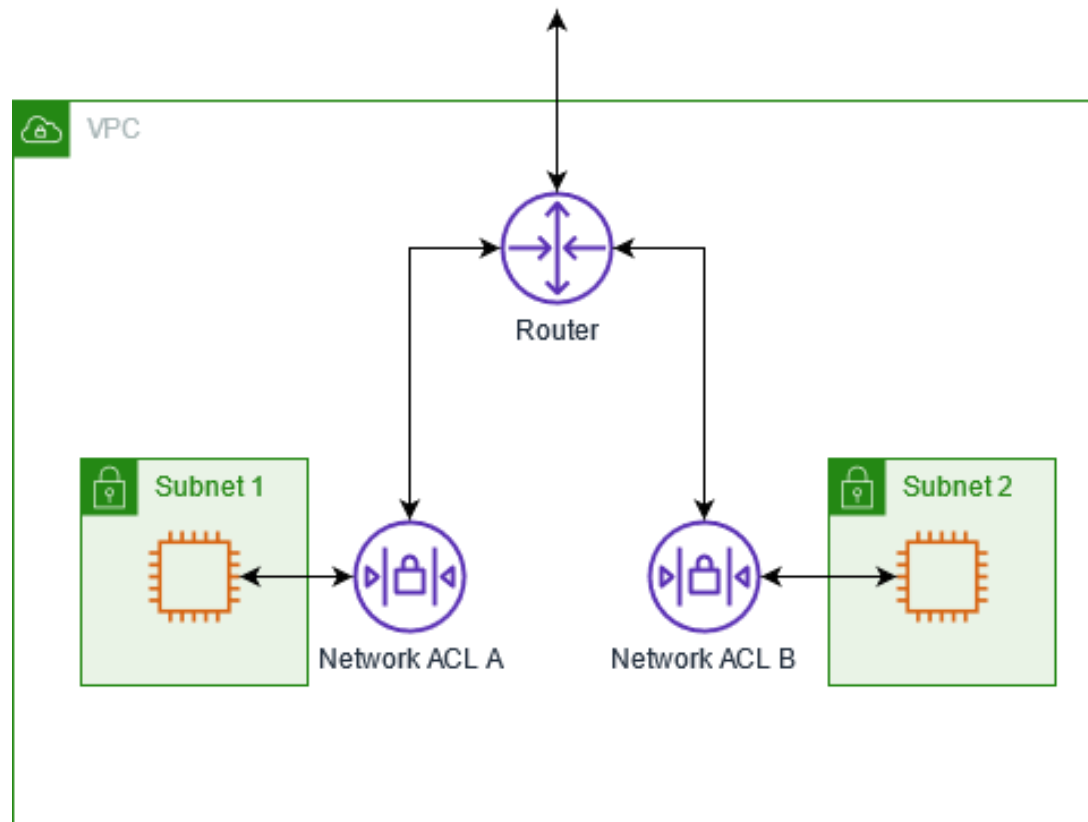 VPC
Router
Subnet 1
Subnet 2
Network ACL A
Network ACL B